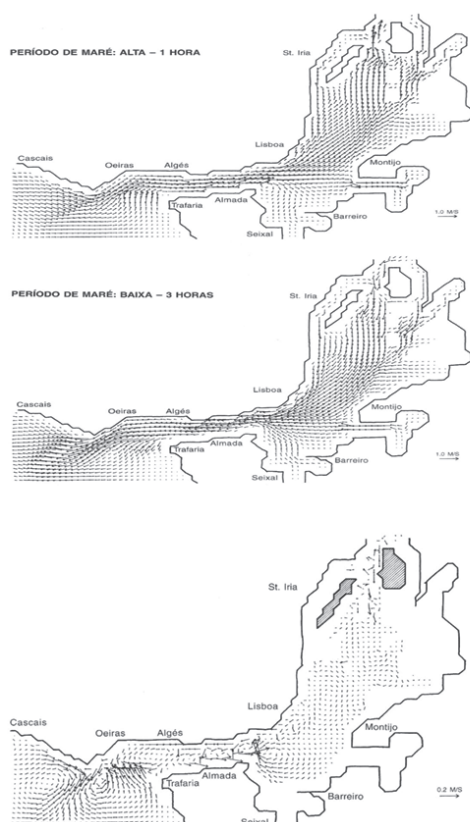 PERÍODO DE MARÉ: ALTA – 1 HORA
St. Iria
Lisboa
Cascais
Oeiras
Algés
Montijo
Trafaria
Almada
Barreiro
Seixal
1.0 M/S
PERÍODO DE MARÉ: BAIXA – 3 HORAS
St. Iria
Lisboa
Cascais
Oeiras
Algés
Montijo
Trafaria
Almada
Barreiro
Seixal
1.0 M/S
St. Iria
Lisboa
Cascais
Oeiras
Algés
Montijo
Trafaria
Almada
Barreiro
Seixal
0.2 M/S